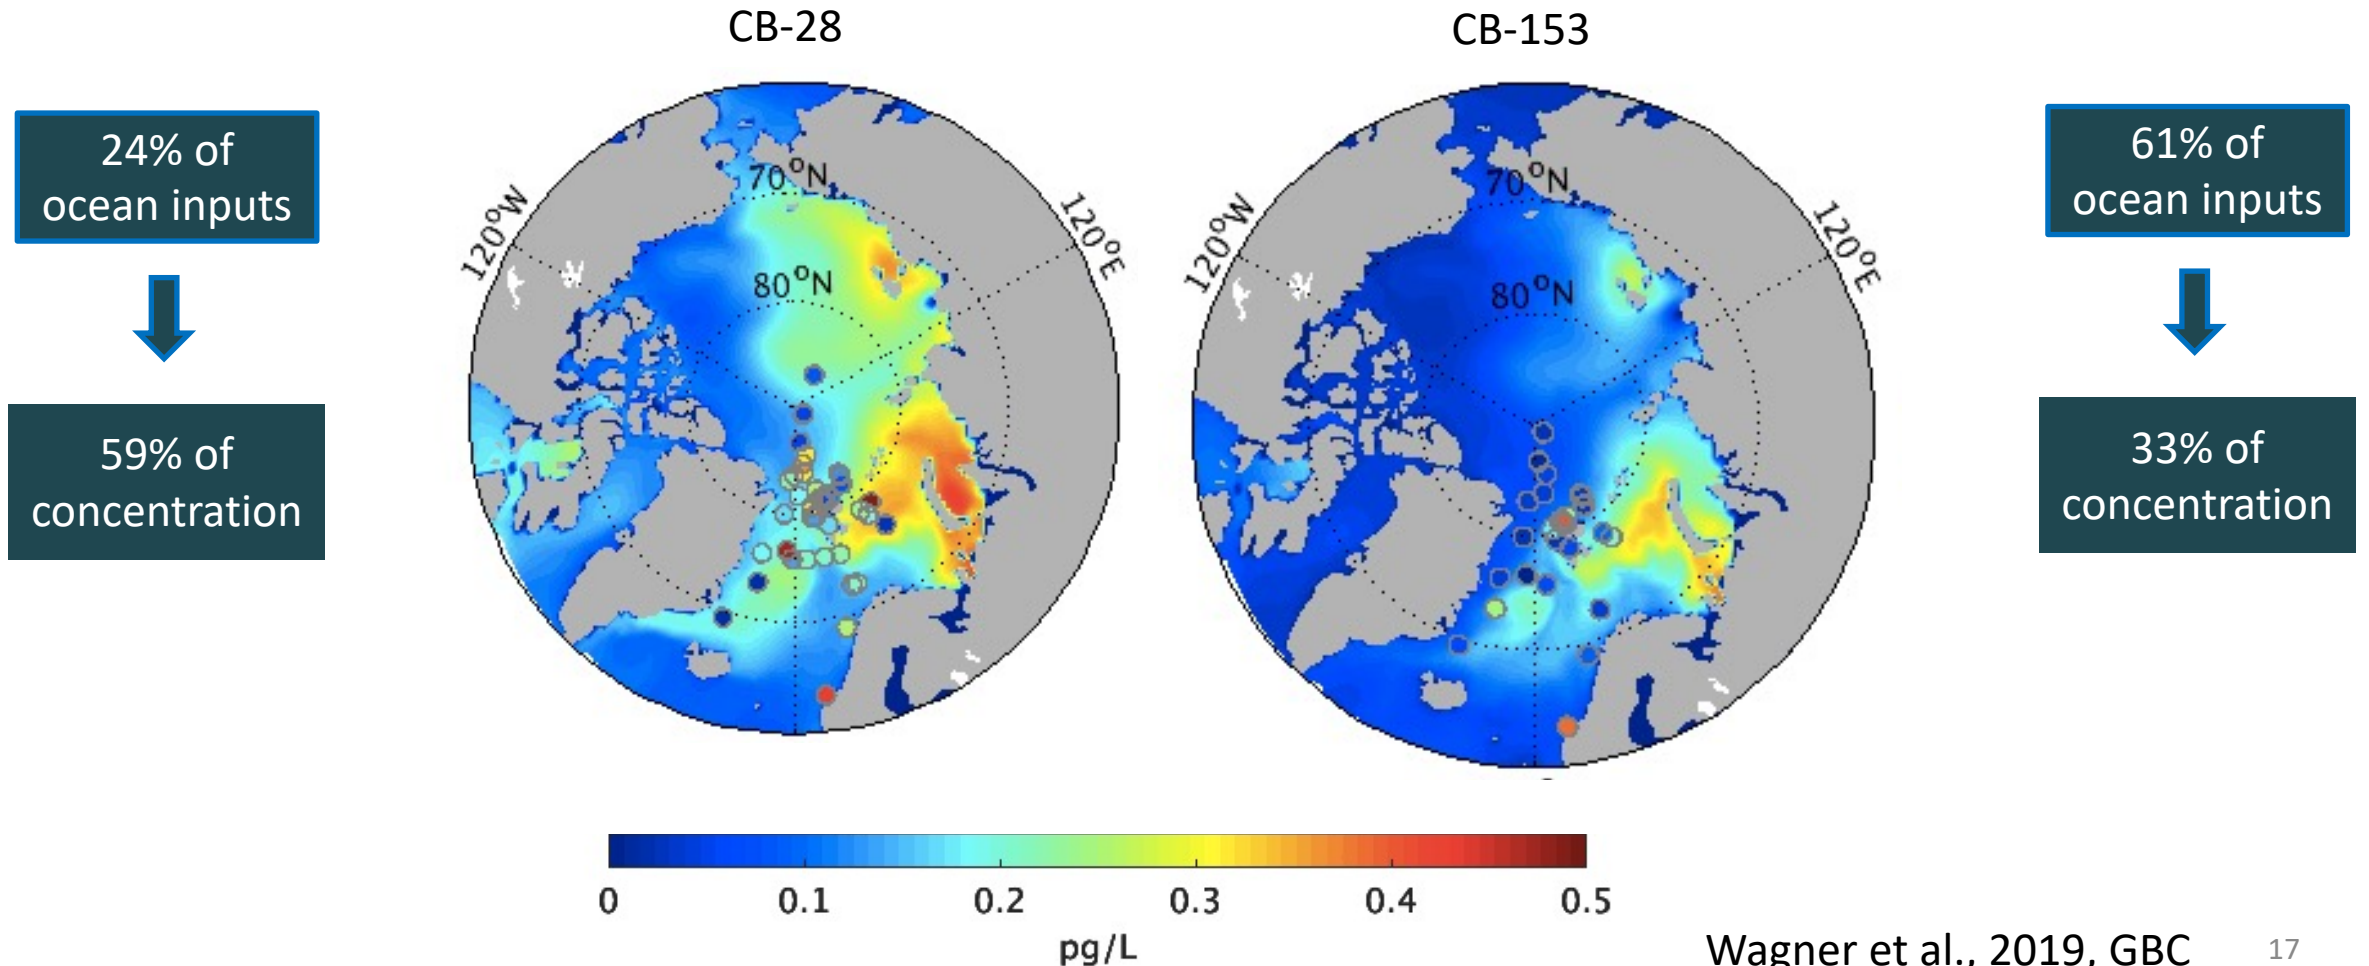 CB-28
CB-153
24% of
ocean inputs
59% of
concentration
120°W
70°N
80°N
120°E
120°W
70°N
80°N
120°E
61% of
ocean inputs
33% of
concentration
0 0.1 0.2 0.3 0.4 0.5
pg/L
Wagner et al., 2019, GBC
17